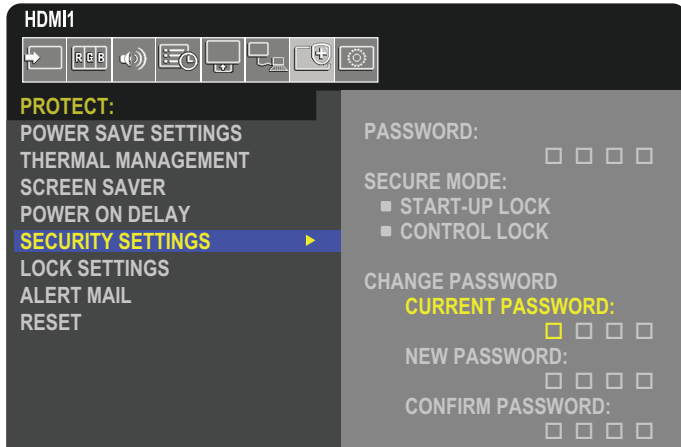 HDMI1
R G B
PROTECT:
POWER SAVE SETTINGS
THERMAL MANAGEMENT
SCREEN SAVER
POWER ON DELAY
SECURITY SETTINGS
LOCK SETTINGS
ALERT MAIL
RESET
PASSWORD:
SECURE MODE:
START-UP LOCK
CONTROL LOCK
CHANGE PASSWORD
CURRENT PASSWORD:
NEW PASSWORD:
CONFIRM PASSWORD: